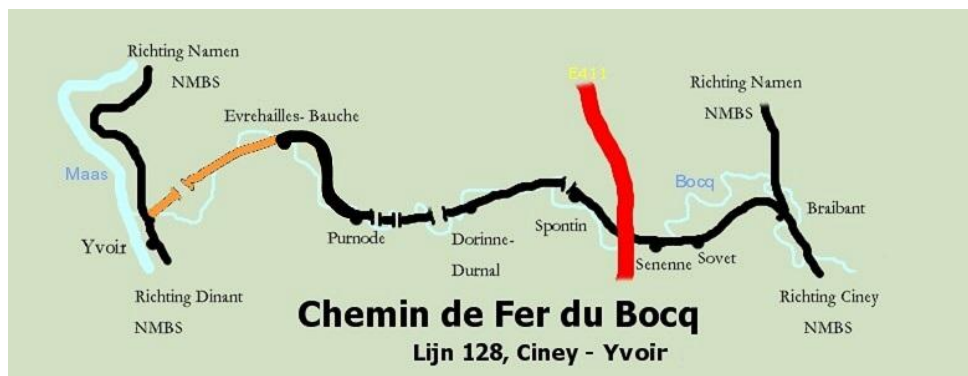 Richting Namen
NMBS
Evrehailles- Bauche
E411
Richting Namen
NMBS
Maas
Bocq
Braibant
Yvoir
Purnode
Dorinne-
Durnal
Spontin
Senenne
Sovet
Richting Dinant
NMBS
Richting Ciney
NMBS
Chemin de Fer du Bocq
Lijn 128, Ciney - Yvoir